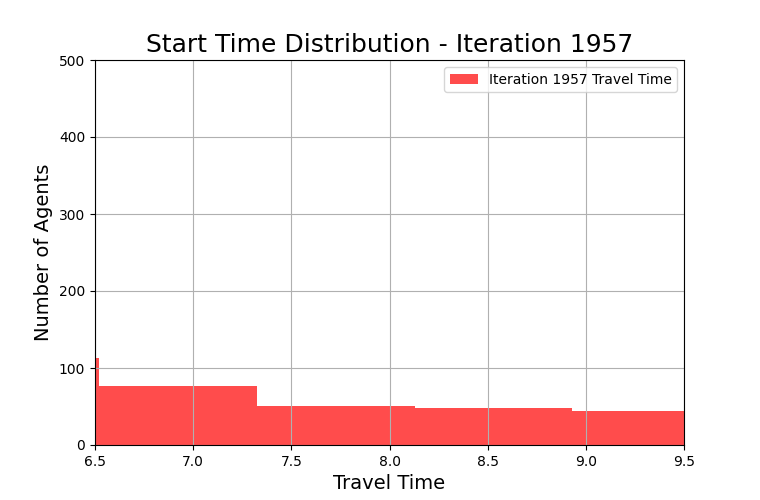 Start Time Distribution - Iteration 1957
500
400
300
200
100
0
Number of Agents
Iteration 1957 Travel Time
6.5 7.0 7.5 8.0 8.5 9.0 9.5
Travel Time